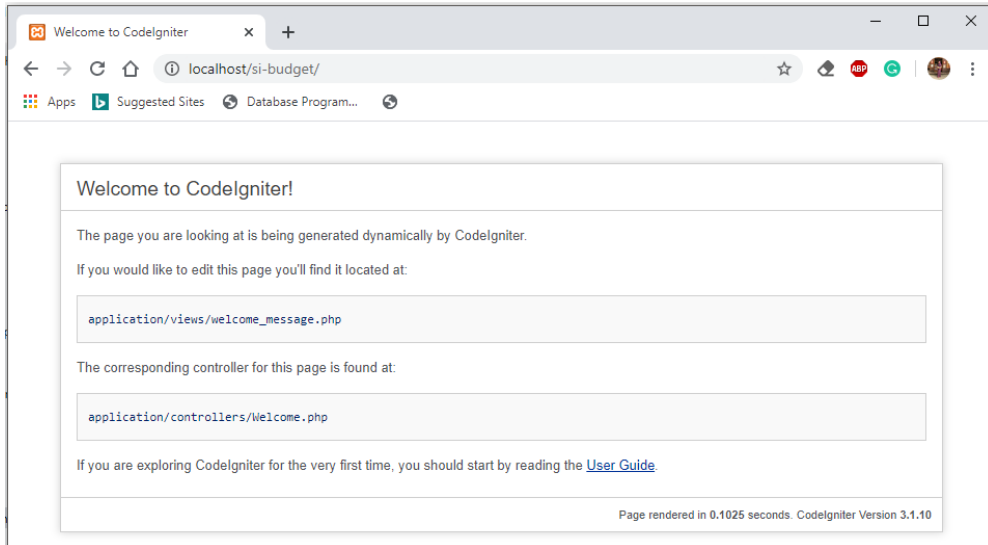 Welcome to CodeIgniter
localhost/si-budget/
Apps Suggested Sites Database Program...
ABP
G
Welcome to CodeIgniter!
The page you are looking at is being generated dynamically by CodeIgniter.
If you would like to edit this page you'll find it located at:
application/views/welcome_message.php
The corresponding controller for this page is found at:
application/controllers/Welcome.php
If you are exploring CodeIgniter for the very first time, you should start by reading the User Guide.
Page rendered in 0.1025 seconds. CodeIgniter Version 3.1.10